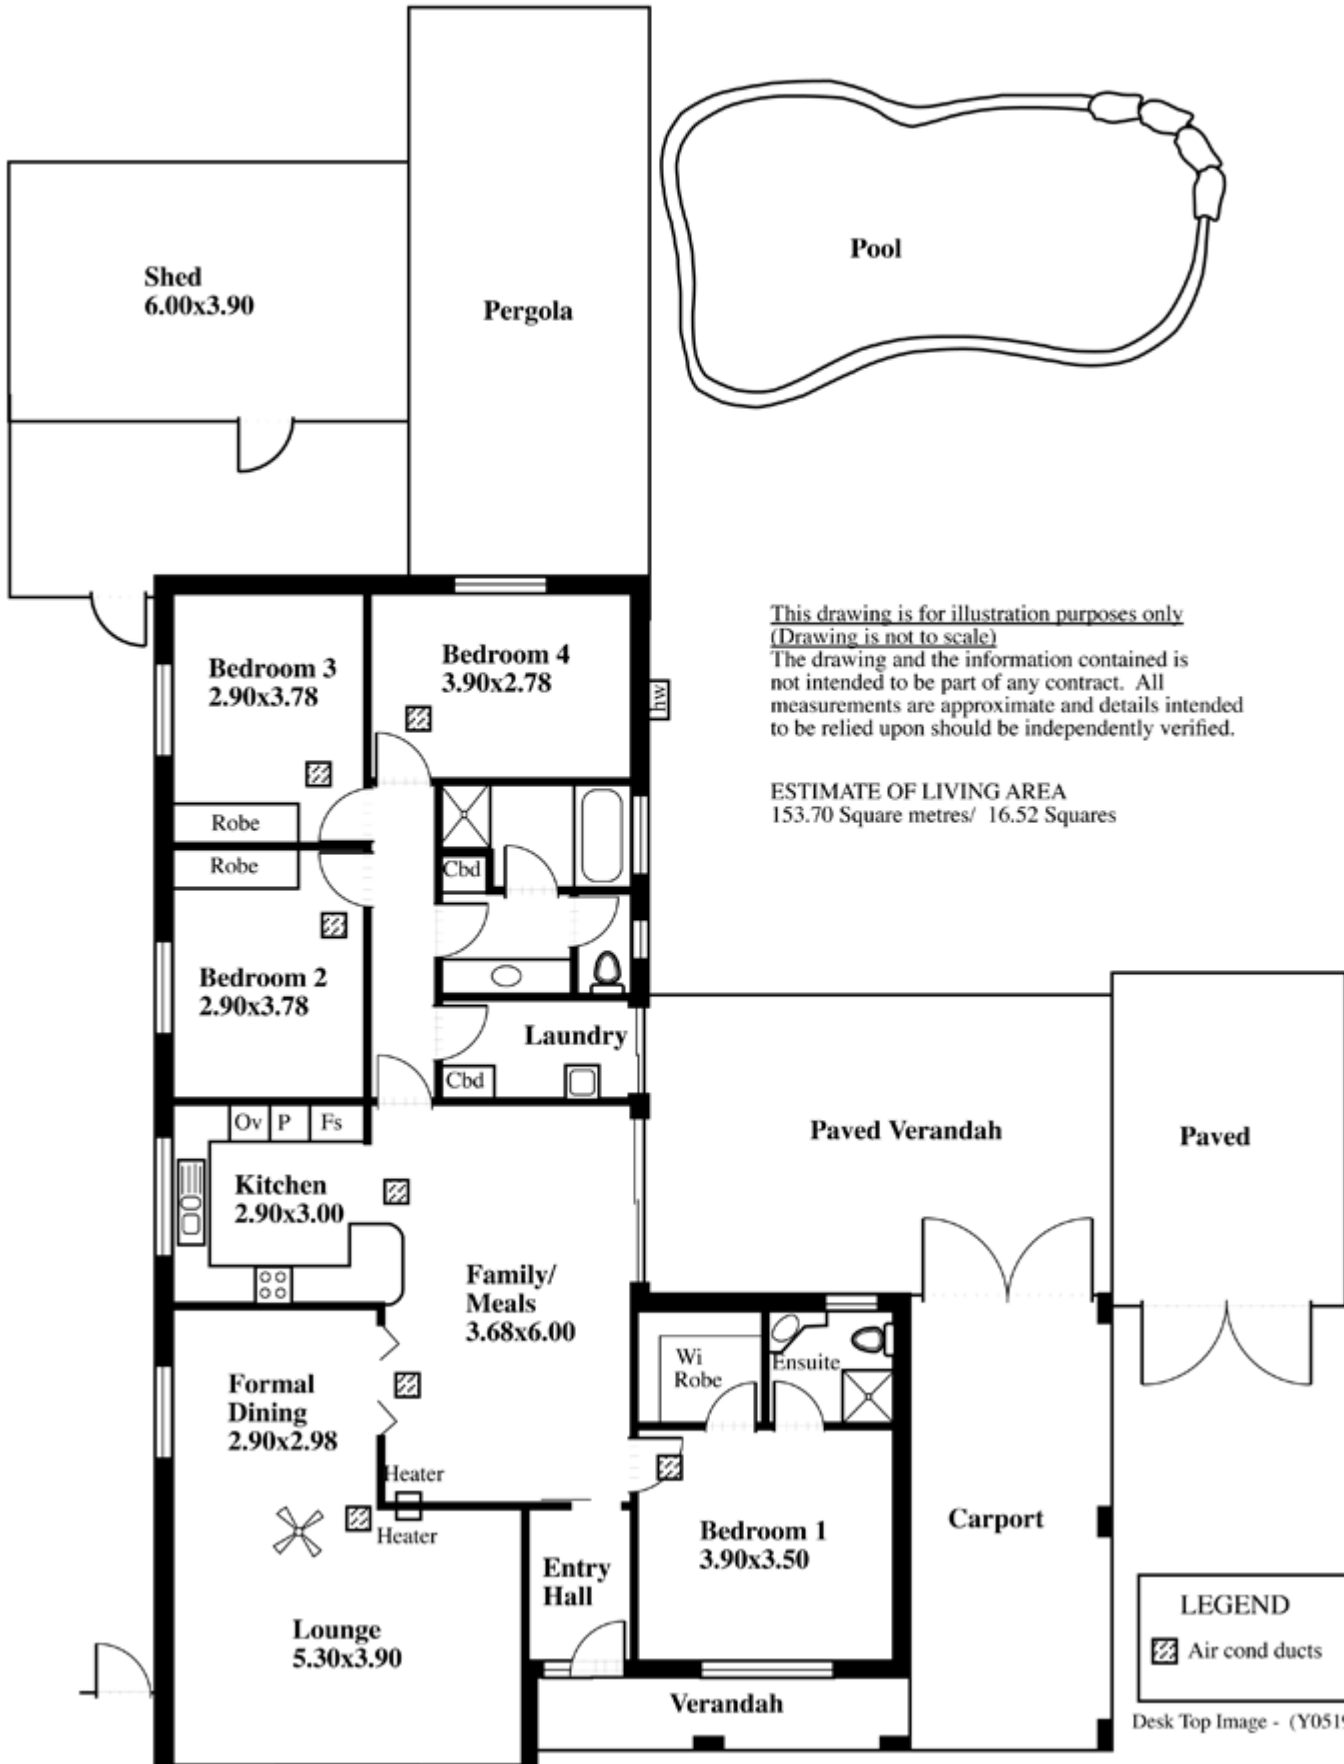 Shed
6.00x3.90
Pergola
Pool
This drawing is for illustration purposes only
(Drawing is not to scale)
The drawing and the information contained is
not intended to be part of any contract. All
measurements are approximate and details intended
to be relied upon should be independently verified.
ESTIMATE OF LIVING AREA
153.70 Square metres/ 16.52 Squares
Bedroom 3
2.90x3.78
Bedroom 4
3.90x2.78
hw
Robe
Robe
Cbd
Bedroom 2
2.90x3.78
Laundry
Cbd
Ov
P
Fs
Paved Verandah
Paved
Kitchen
2.90x3.00
Family/
Meals
3.68x6.00
Wi
Robe
Ensuite
Formal
Dining
2.90x2.98
Heater
Heater
Bedroom 1
3.90x3.50
Carport
Entry
Hall
Lounge
5.30x3.90
Verandah
LEGEND
Air cond ducts
Desk Top Image - (Y0519